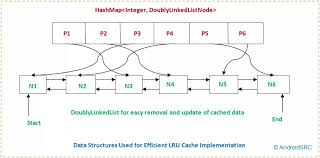 HashMap<Integer, DoublyLinkedListNode>
P1 P2 P3 P4 P5 P6
N1 N2 N3 N4 N5 N6
DoublyLinkedList for easy removal and update of cached data
Start End
Data Structures Used for Efficient LRU Cache Implementation
© AndroidSRC